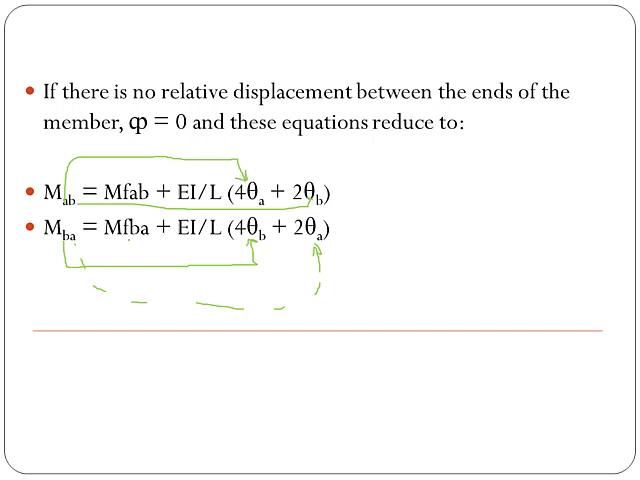 If there is no relative displacement between the ends of the
member, φ = 0 and these equations reduce to:
Mab = Mfab + EI/L (4θa + 2θb)
Mba = Mfba + EI/L (4θb + 2θa)